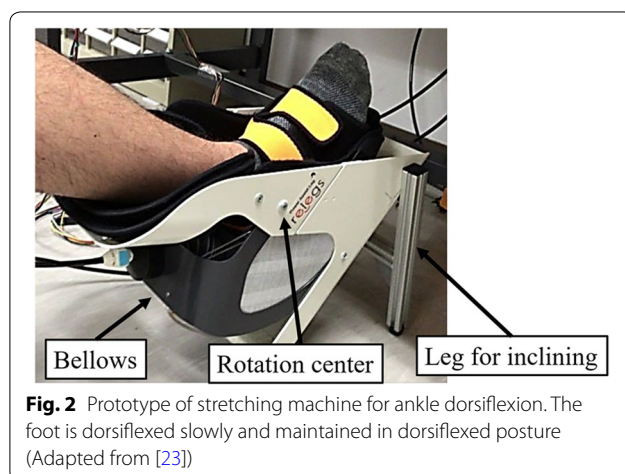 relegs
Bellows
Rotation center
Leg for inclining
Fig. 2 Prototype of stretching machine for ankle dorsiflexion. The
foot is dorsiflexed slowly and maintained in dorsiflexed posture
(Adapted from [23])